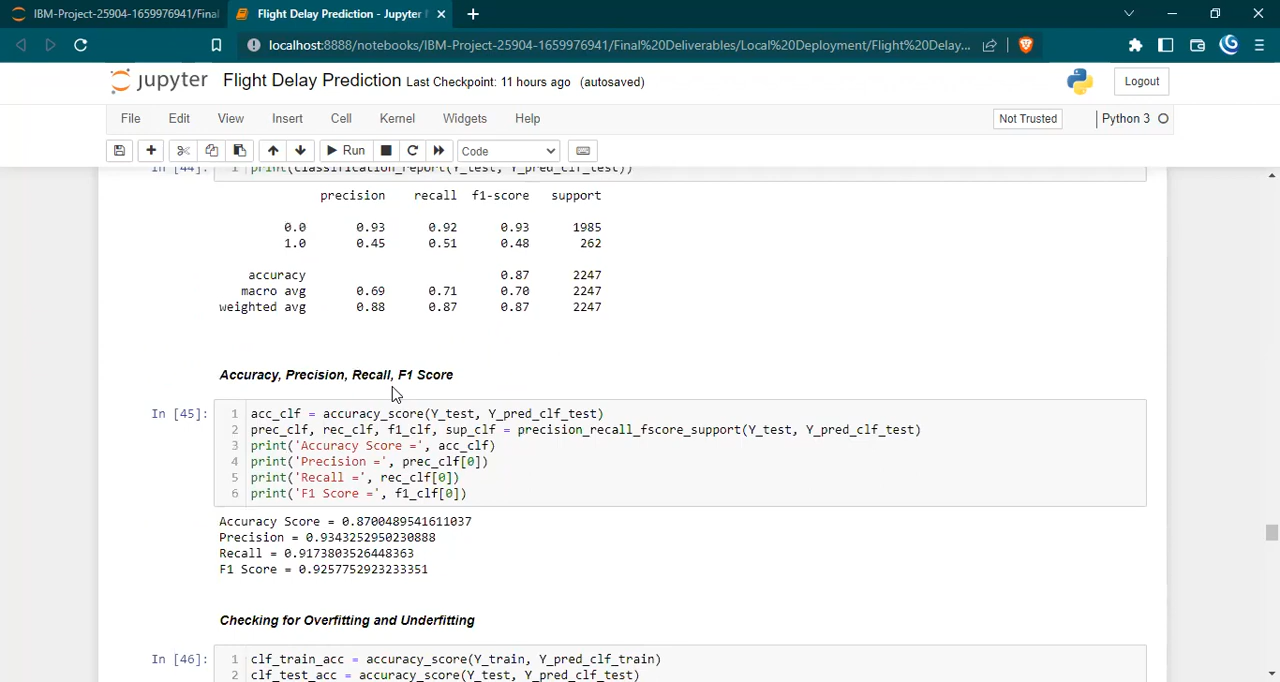 IBM-Project-25904-1659976941/Final
Flight Delay Prediction - Jupyter
localhost:8888/notebooks/IBM-Project-25904-1659976941/Final%20Deliverables/Local%20Deployment/Flight%20Delay...
jupyter Flight Delay Prediction Last Checkpoint: 11 hours ago (autosaved)
Logout
File Edit View Insert Cell Kernel Widgets Help
Not Trusted Python 3
Run Code
In [44]: 1 print(classification_report(Y_test, Y_pred_clf_test))
precision recall f1-score support
0.0 0.93 0.92 0.93 1985
1.0 0.45 0.51 0.48 262
accuracy 0.87 2247
macro avg 0.69 0.71 0.70 2247
weighted avg 0.88 0.87 0.87 2247
Accuracy, Precision, Recall, F1 Score
In [45]: 1 acc_clf = accuracy_score(Y_test, Y_pred_clf_test)
2 prec_clf, rec_clf, f1_clf, sup_clf = precision_recall_fscore_support(Y_test, Y_pred_clf_test)
3 print('Accuracy Score =', acc_clf)
4 print('Precision =', prec_clf[0])
5 print('Recall =', rec_clf[0])
6 print('F1 Score =', f1_clf[0])
Accuracy Score = 0.8700489541611037
Precision = 0.9343252950230888
Recall = 0.9173803526448363
F1 Score = 0.9257752923233351
Checking for Overfitting and Underfitting
In [46]: 1 clf_train_acc = accuracy_score(Y_train, Y_pred_clf_train)
2 clf_test_acc = accuracy_score(Y_test, Y_pred_clf_test)